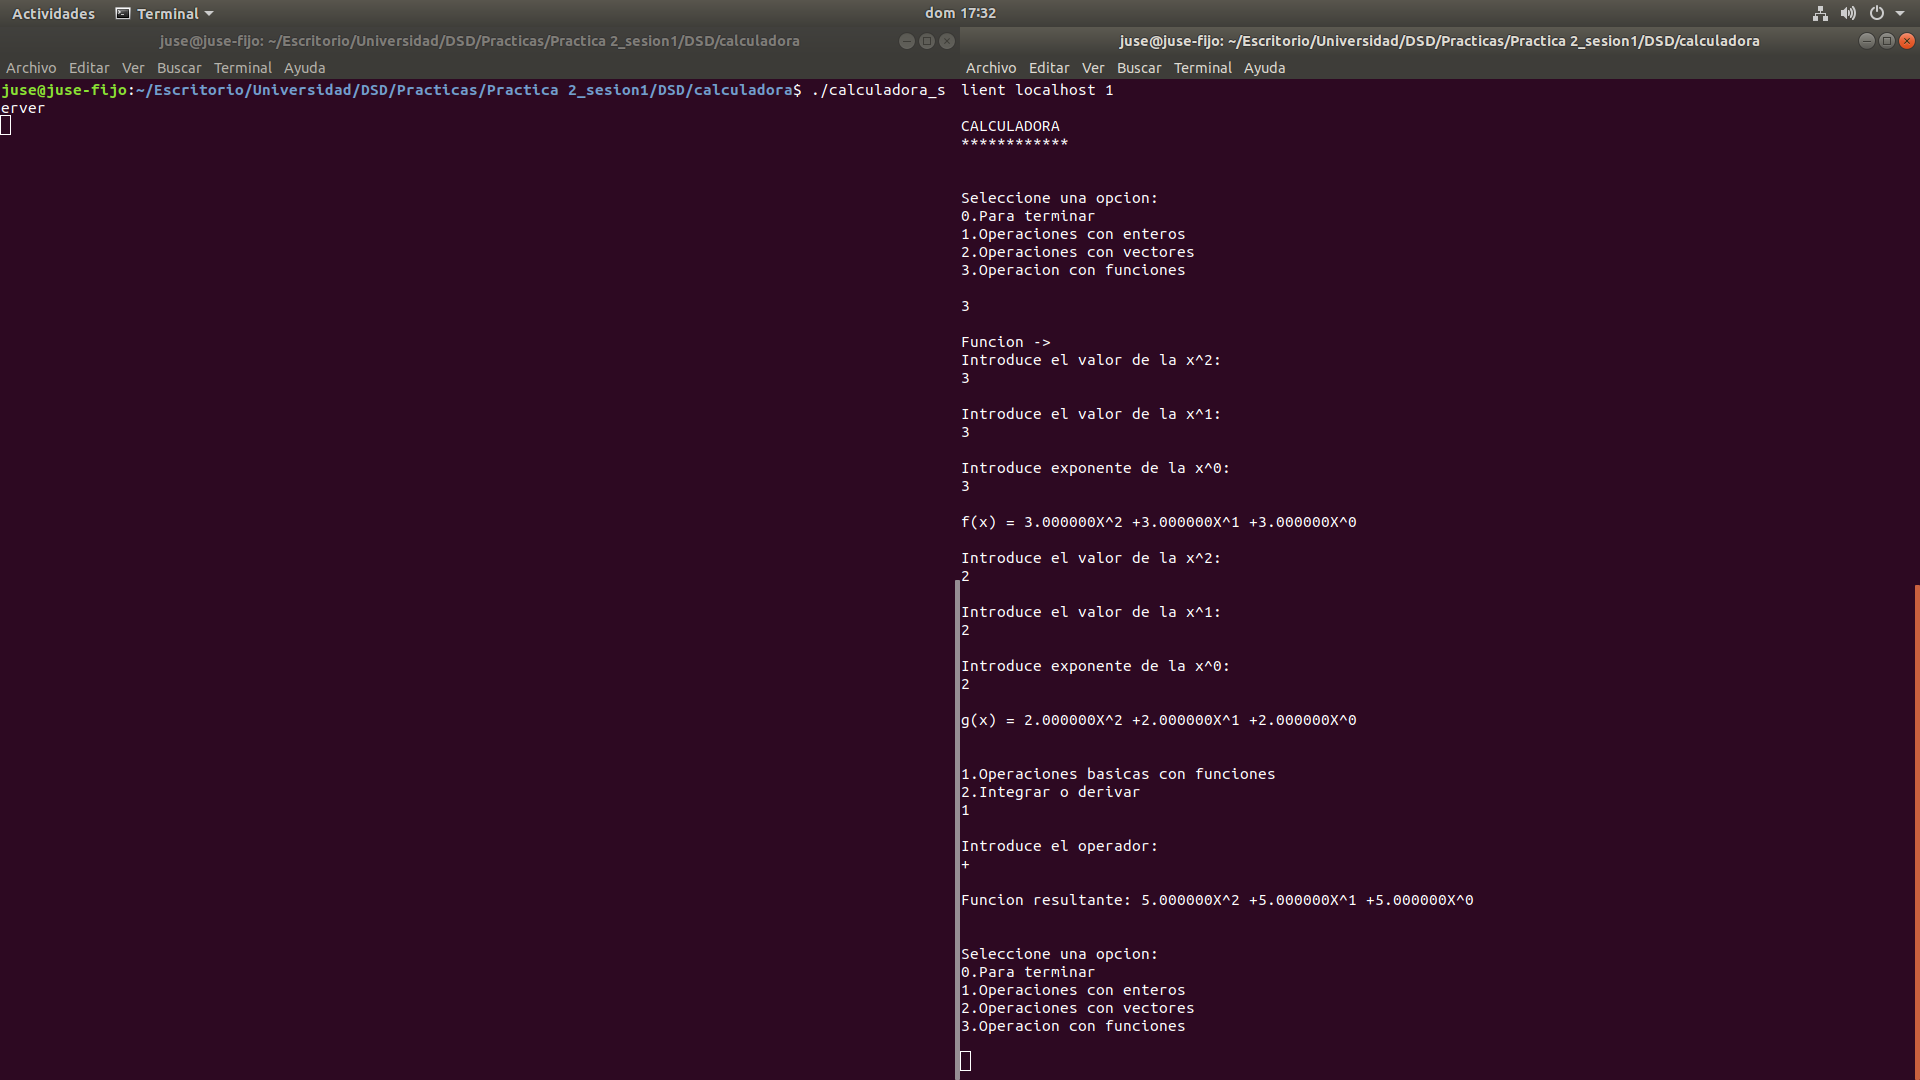 Actividades Terminal dom 17:32
juse@juse-fijo: ~/Escritorio/Universidad/DSD/Practicas/Practica 2_sesion1/DSD/calculadora
Archivo Editar Ver Buscar Terminal Ayuda
juse@juse-fijo:~/Escritorio/Universidad/DSD/Practicas/Practica 2_sesion1/DSD/calculadora$ ./calculadora_s
erver
juse@juse-fijo: ~/Escritorio/Universidad/DSD/Practicas/Practica 2_sesion1/DSD/calculadora
Archivo Editar Ver Buscar Terminal Ayuda
lient localhost 1
CALCULADORA
************
Seleccione una opcion:
0.Para terminar
1.Operaciones con enteros
2.Operaciones con vectores
3.Operacion con funciones
3
Funcion ->
Introduce el valor de la x^2:
3
Introduce el valor de la x^1:
3
Introduce exponente de la x^0:
3
f(x) = 3.000000X^2 +3.000000X^1 +3.000000X^0
Introduce el valor de la x^2:
2
Introduce el valor de la x^1:
2
Introduce exponente de la x^0:
2
g(x) = 2.000000X^2 +2.000000X^1 +2.000000X^0
1.Operaciones basicas con funciones
2.Integrar o derivar
1
Introduce el operador:
+
Funcion resultante: 5.000000X^2 +5.000000X^1 +5.000000X^0
Seleccione una opcion:
0.Para terminar
1.Operaciones con enteros
2.Operaciones con vectores
3.Operacion con funciones